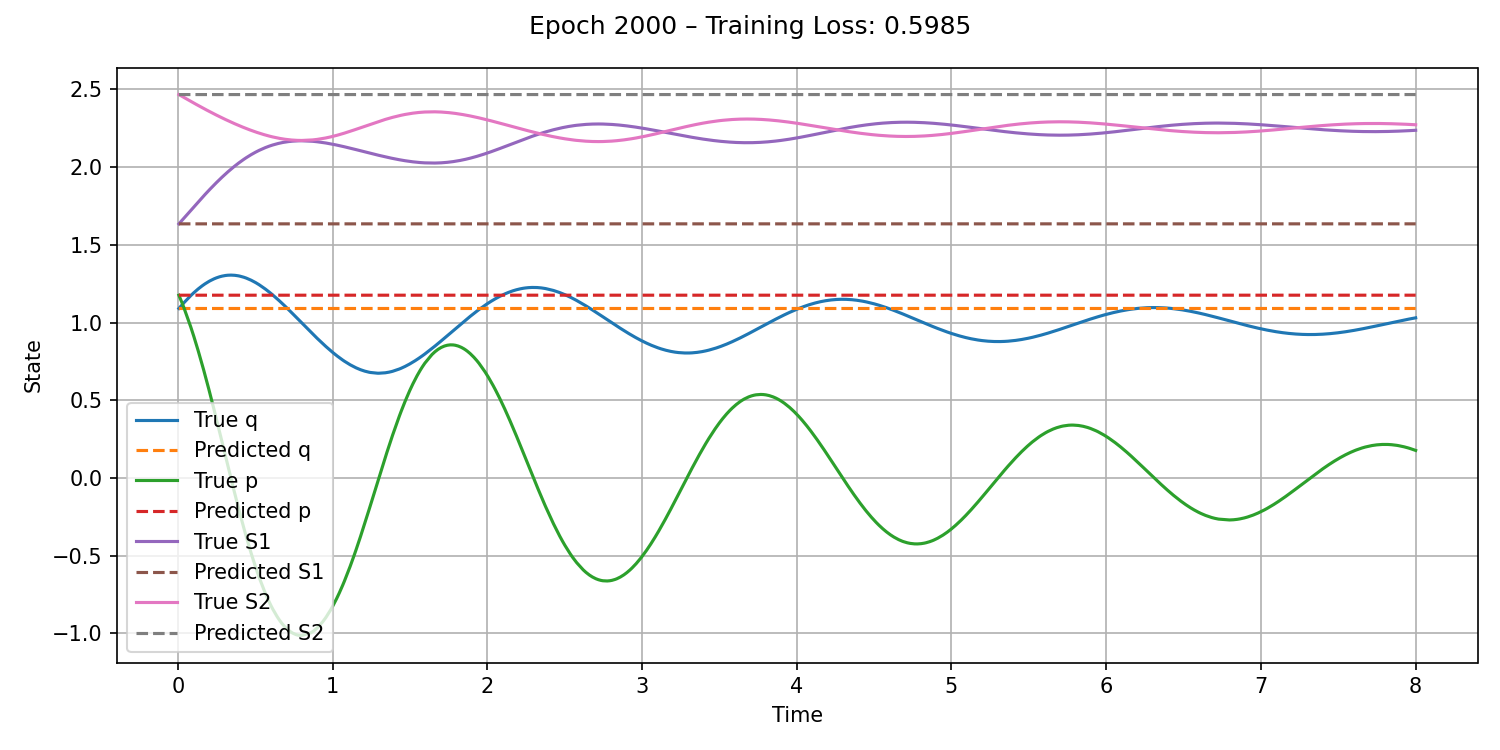 Epoch 2000 – Training Loss: 0.5985
2.5
2.0
1.5
1.0
0.5
0.0
−0.5
−1.0
State
True q
Predicted q
True p
Predicted p
True S1
Predicted S1
True S2
Predicted S2
0 1 2 3 4 5 6 7 8
Time